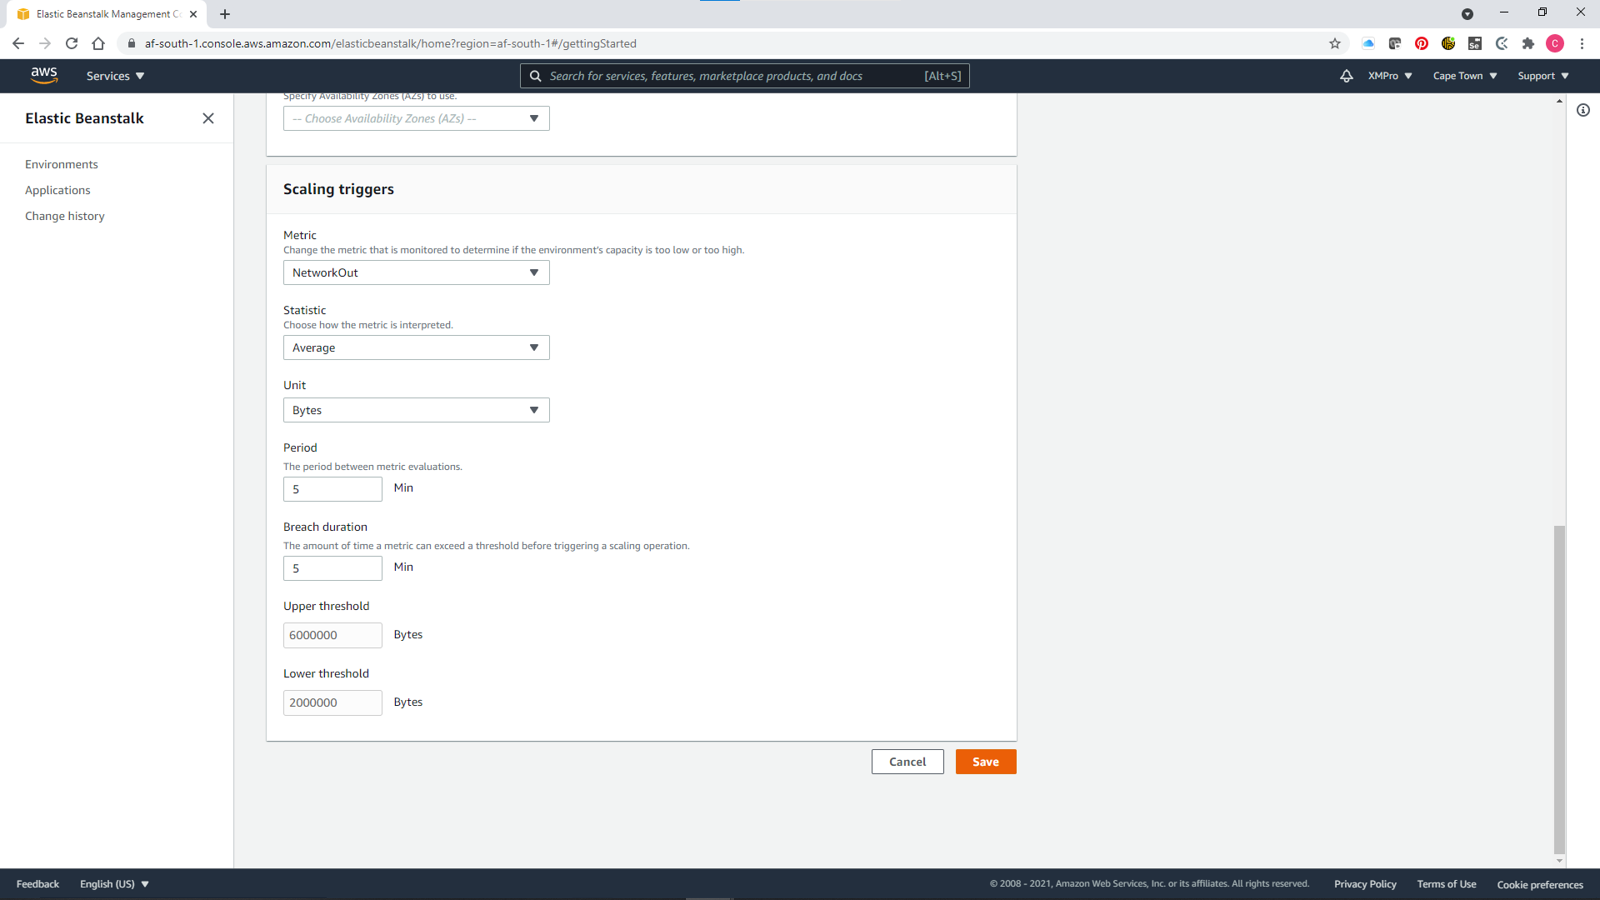 Elastic Beanstalk Management C
af-south-1.console.aws.amazon.com/elasticbeanstalk/home?region=af-south-1#/gettingStarted
aws
Services
Search for services, features, marketplace products, and docs [Alt+S]
XMPro
Cape Town
Support
Elastic Beanstalk
Environments
Applications
Change history
Specify Availability Zones (AZs) to use.
-- Choose Availability Zones (AZs) --
Scaling triggers
Metric
Change the metric that is monitored to determine if the environment's capacity is too low or too high.
NetworkOut
Statistic
Choose how the metric is interpreted.
Average
Unit
Bytes
Period
The period between metric evaluations.
5 Min
Breach duration
The amount of time a metric can exceed a threshold before triggering a scaling operation.
5 Min
Upper threshold
6000000 Bytes
Lower threshold
2000000 Bytes
Cancel Save
Feedback English (US) © 2008 - 2021, Amazon Web Services, Inc. or its affiliates. All rights reserved. Privacy Policy Terms of Use Cookie preferences